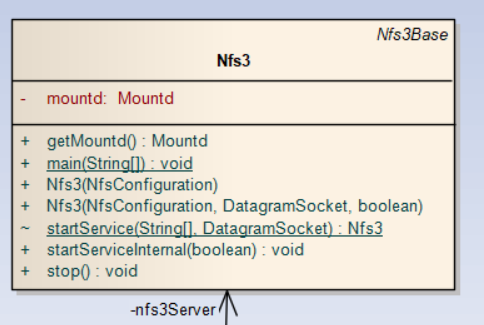 Nfs3Base
Nfs3
- mountd: Mountd
+ getMountd() : Mountd
+ main(String[]) : void
+ Nfs3(NfsConfiguration)
+ Nfs3(NfsConfiguration, DatagramSocket, boolean)
~ startService(String[], DatagramSocket) : Nfs3
+ startServiceInternal(boolean) : void
+ stop() : void
-nfs3Server